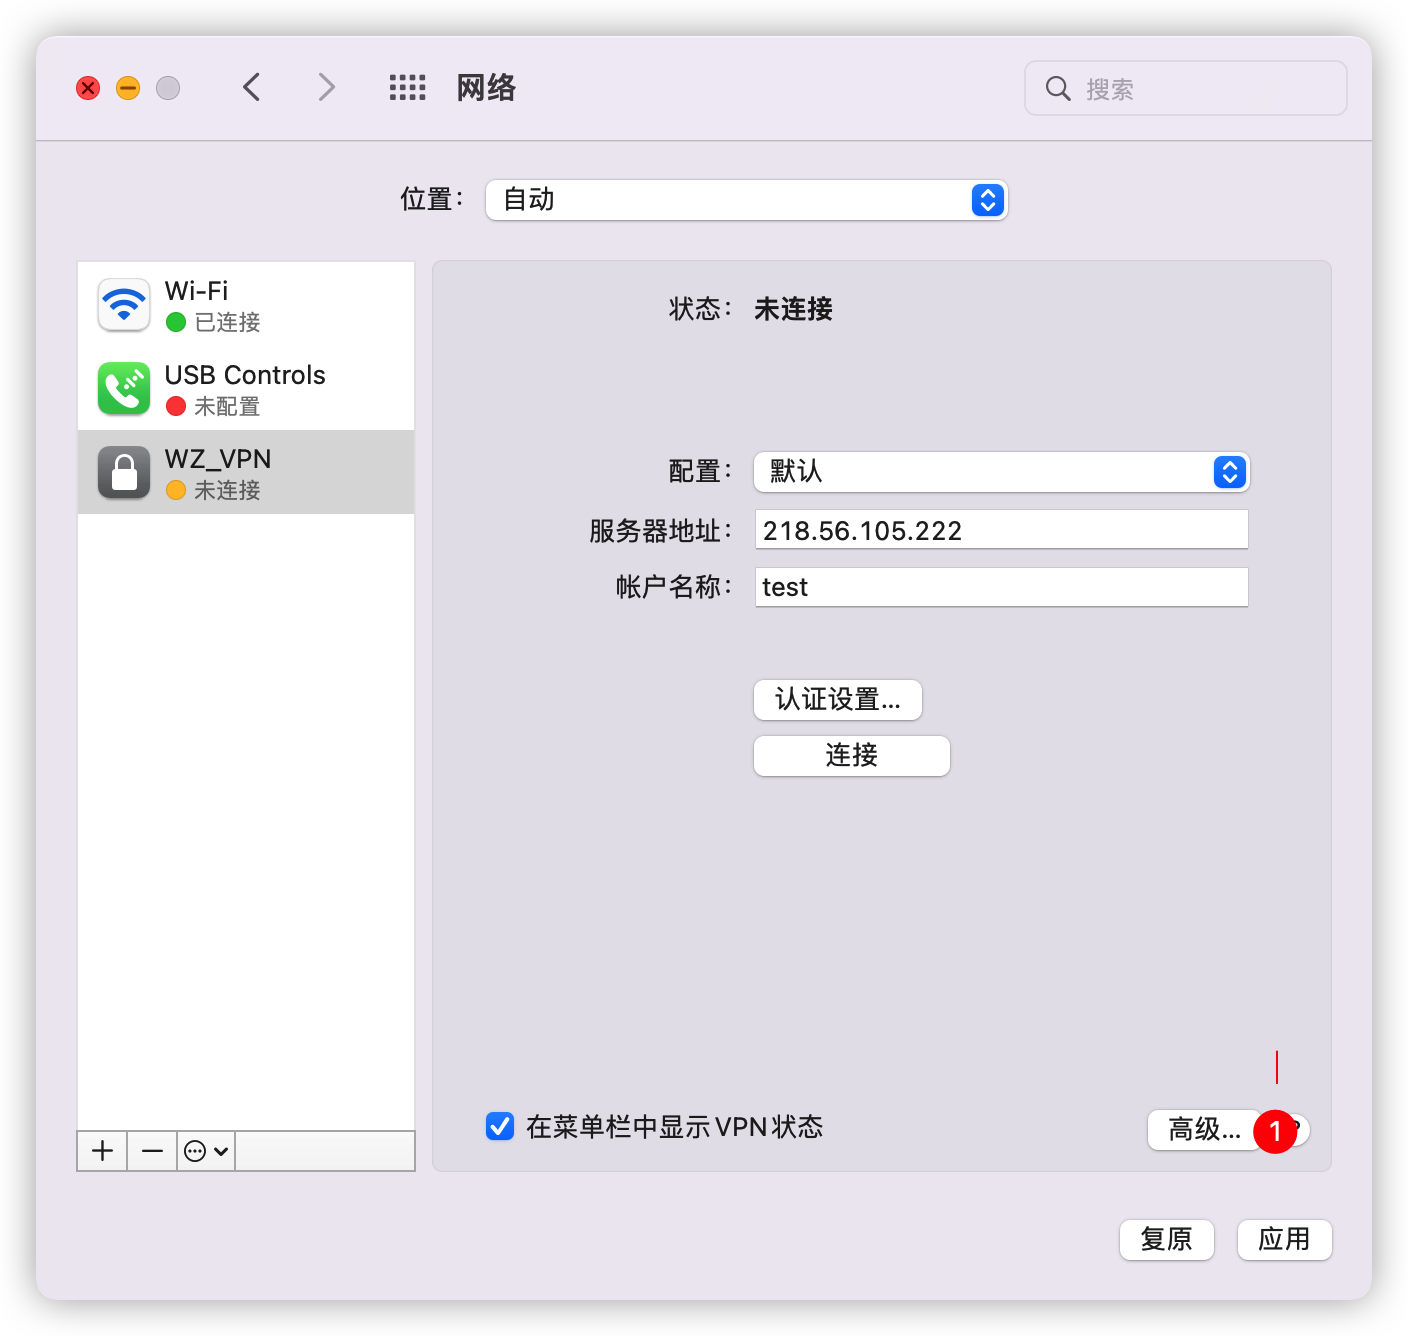 网络
搜索
位置：
自动
Wi-Fi
已连接
USB Controls
未配置
WZ_VPN
未连接
状态：
未连接
配置：
默认
服务器地址：
218.56.105.222
帐户名称：
test
认证设置...
连接
在菜单栏中显示 VPN 状态
高级...
1
复原
应用